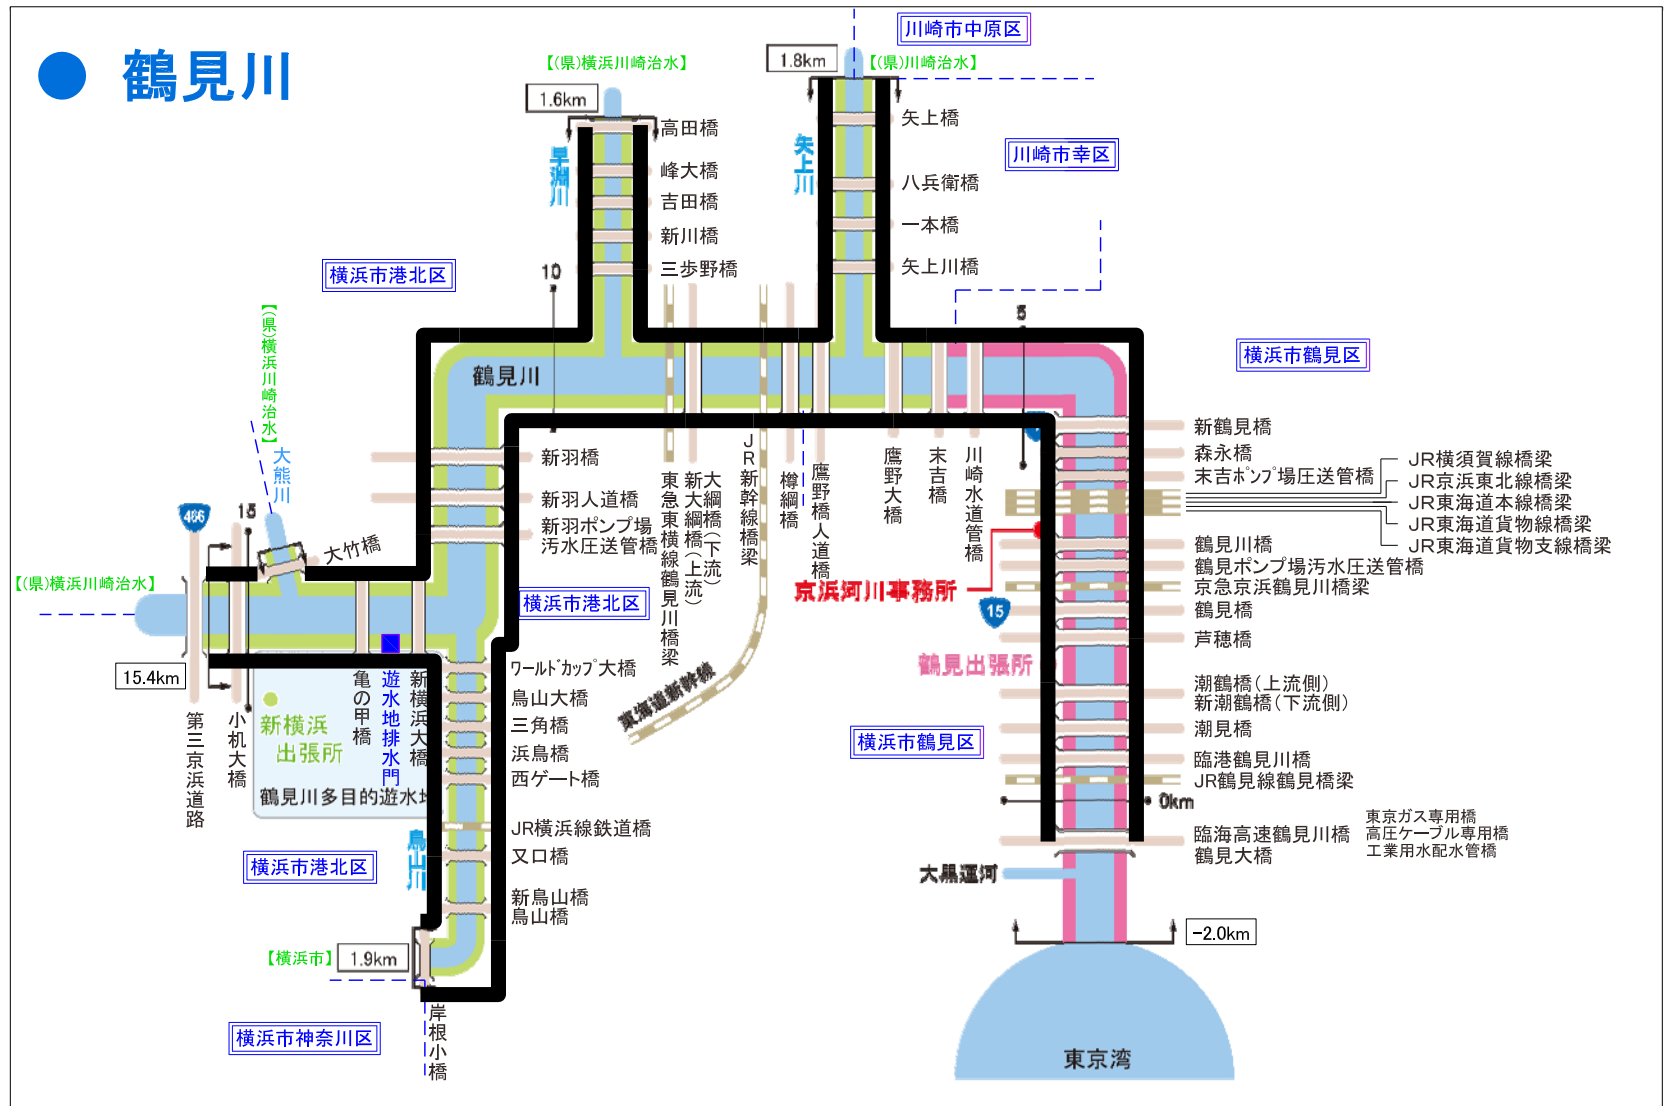 鶴見川
川崎市中原区
【(県)横浜川崎治水】
1.8km
【(県)川崎治水】
1.6km
高田橋
矢上橋
早淵川
矢上川
川崎市幸区
峰大橋
八兵衛橋
吉田橋
一本橋
新川橋
三歩野橋
矢上川橋
横浜市港北区
10
5
【(県)横浜川崎治水】
横浜市鶴見区
鶴見川
新鶴見橋
森永橋
末吉ポンプ場圧送管橋
JR横須賀線橋梁
JR京浜東北線橋梁
JR東海道本線橋梁
JR東海道貨物線橋梁
JR東海道貨物支線橋梁
新羽橋
新羽人道橋
新羽ポンプ場
汚水圧送管橋
東急東横線鶴見川橋梁
新大綱橋(上流)
大綱橋(下流)
JR新幹線橋梁
樽綱橋
鷹野橋人道橋
鷹野大橋
末吉橋
川崎水道管橋
大熊川
466
15
大竹橋
鶴見川橋
鶴見ポンプ場汚水圧送管橋
京急京浜鶴見川橋梁
鶴見橋
芦穂橋
【(県)横浜川崎治水】
京浜河川事務所
15
横浜市港北区
鶴見出張所
15.4km
第三京浜道路
小机大橋
亀の甲橋
遊水地排水門
新横浜大橋
新横浜
出張所
鶴見川多目的遊水地
ワールドカップ大橋
鳥山大橋
三角橋
浜鳥橋
西ゲート橋
東海道新幹線
潮鶴橋(上流側)
新潮鶴橋(下流側)
潮見橋
横浜市鶴見区
臨港鶴見川橋
JR鶴見線鶴見橋梁
0km
JR横浜線鉄道橋
又口橋
鳥山川
横浜市港北区
臨海高速鶴見川橋
鶴見大橋
東京ガス専用橋
高圧ケーブル専用橋
工業用水配水管橋
大黒運河
新鳥山橋
鳥山橋
-2.0km
【横浜市】
1.9km
岸根小橋
横浜市神奈川区
東京湾